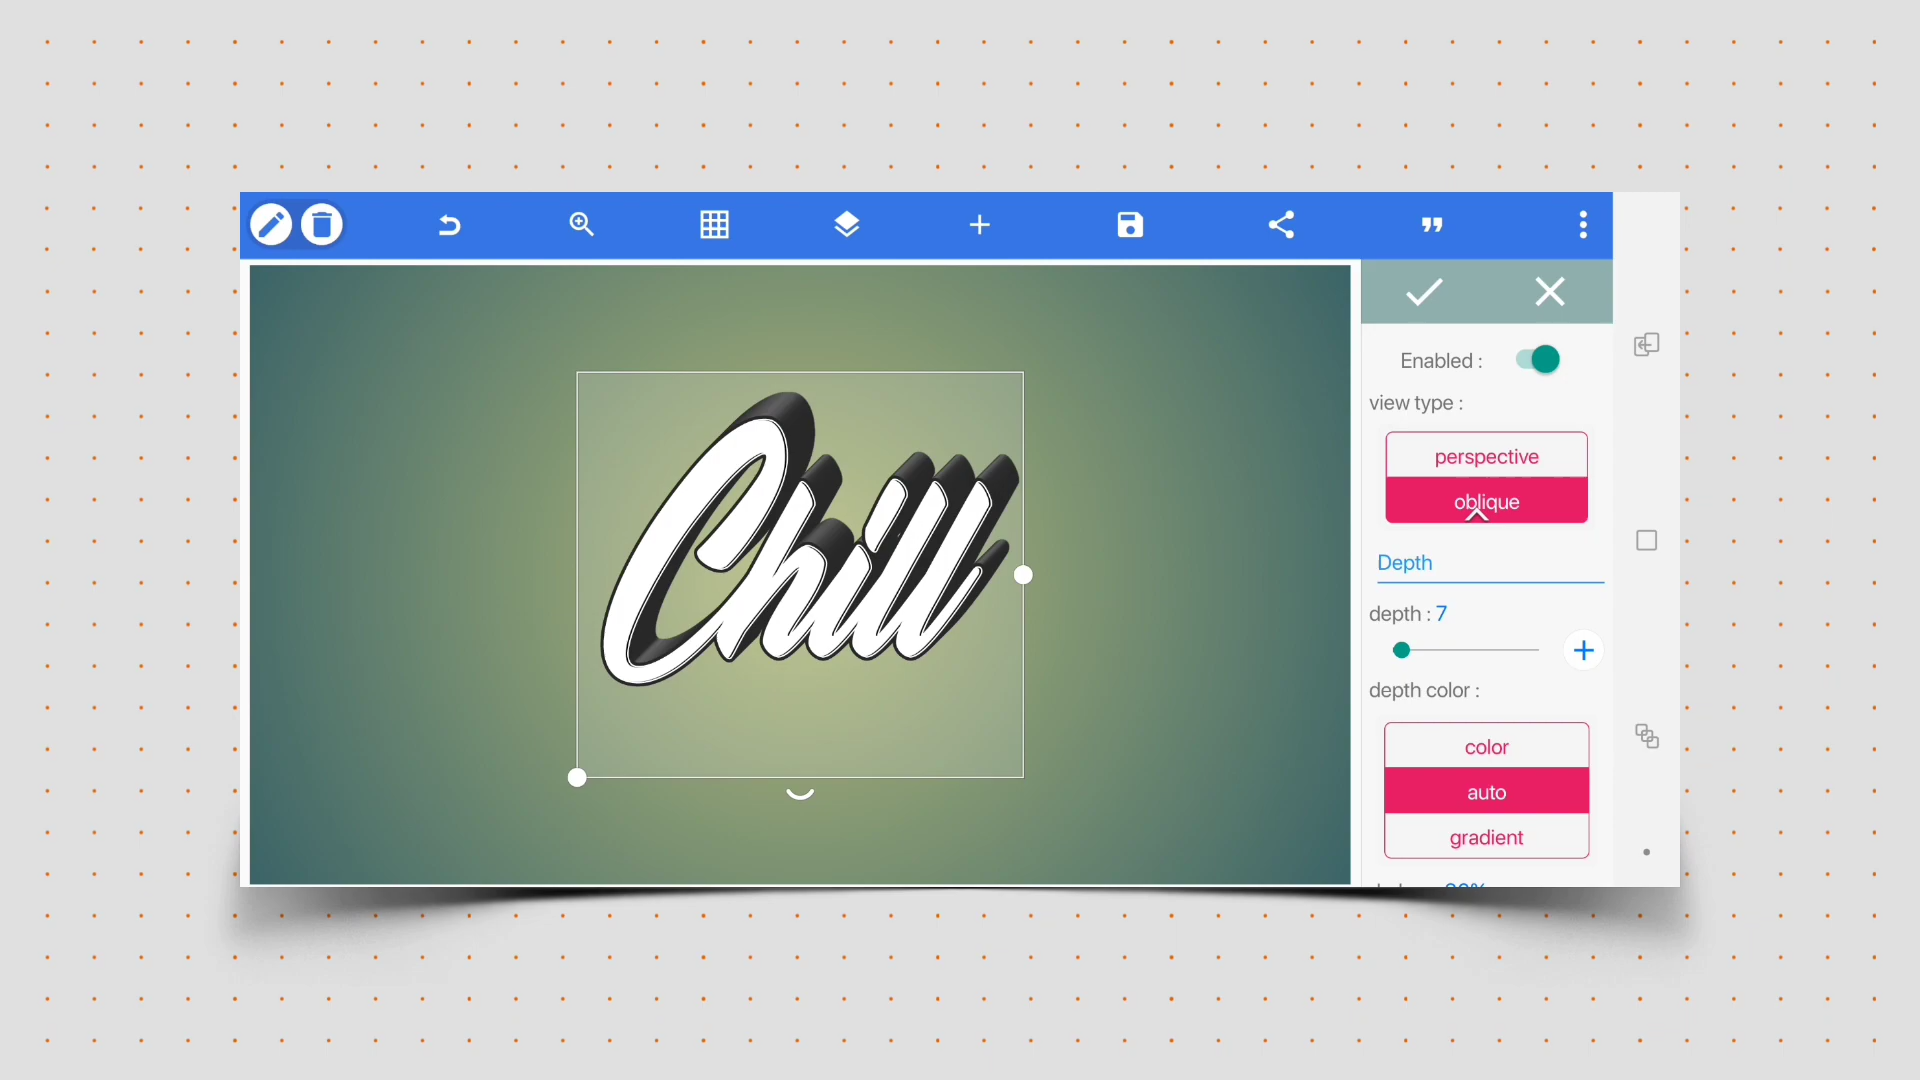 Chill
Enabled :
view type :
perspective
oblique
Depth
depth : 7
depth color :
color
auto
gradient